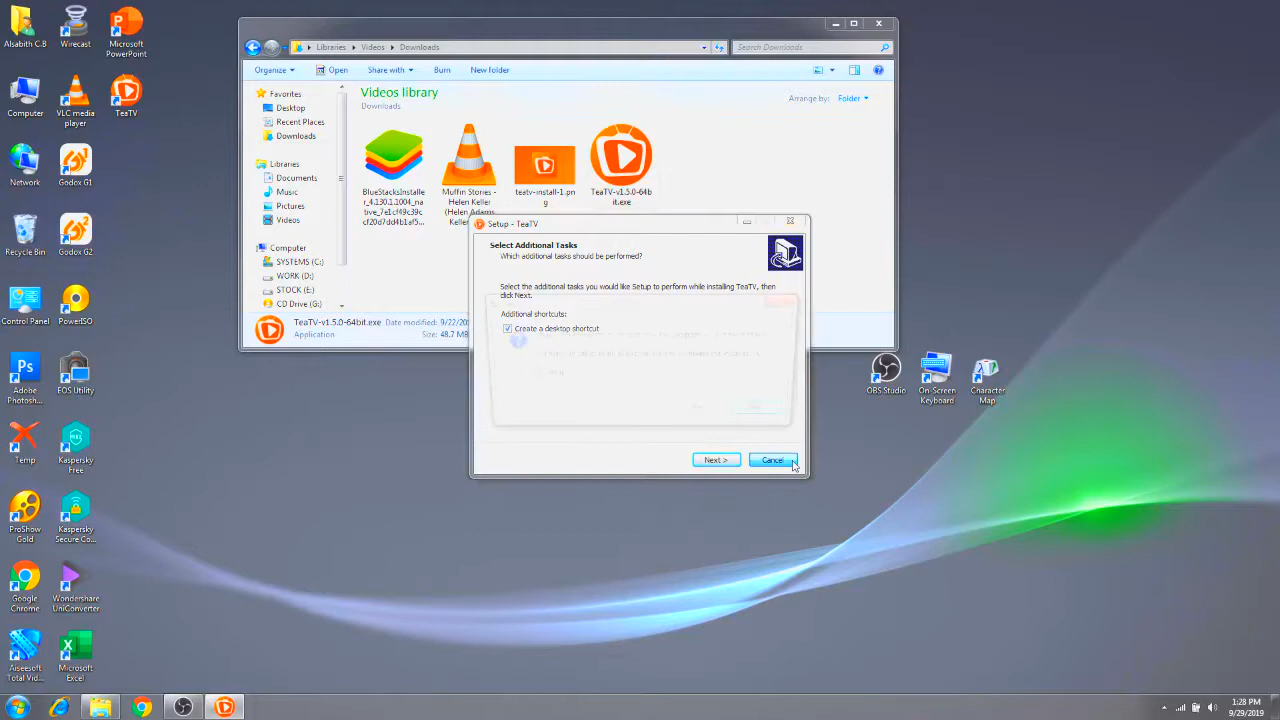 Alsabith C.B
Wirecast
Microsoft
PowerPoint
Computer
VLC media
player
TeaTV
Network
Godox G1
Recycle Bin
Godox G2
Control Panel
PowerISO
Adobe
Photosh...
EOS Utility
Temp
Kaspersky
Free
ProShow
Gold
Kaspersky
Secure Co...
Google
Chrome
Wondershare
UniConverter
Aiseesoft
Total Vid...
Microsoft
Excel
Libraries
Videos
Downloads
Search Downloads
Organize
Open
Share with
Burn
New folder
Favorites
Desktop
Recent Places
Downloads
Libraries
Documents
Music
Pictures
Videos
Computer
SYSTEMS (C:)
WORK (D:)
STOCK (E:)
CD Drive (G:)
Videos library
Downloads
Arrange by: Folder
BlueStacksInstalle
r_4.130.1.1004_na
tive_7e1cf49c39c
cf20d7dd4b1af5...
Muffin Stories -
Helen Keller
(Helen Adams
Kelle
teatv-install-1.pn
g
TeaTV-v1.5.0-64b
it.exe
TeaTV-v1.5.0-64bit.exe Date modified: 9/22/20
Application Size: 48.7 MB
Setup - TeaTV
Select Additional Tasks
Which additional tasks should be performed?
Select the additional tasks you would like Setup to perform while installing TeaTV, then
click Next.
Additional shortcuts:
Create a desktop shortcut
Next >
Cancel
OBS Studio
On-Screen
Keyboard
Character
Map
1:28 PM
9/29/2019